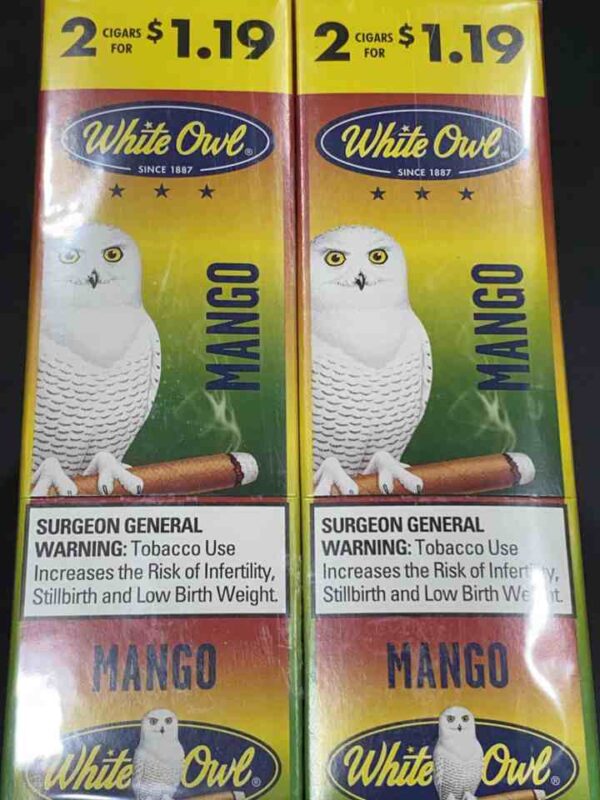 2 CIGARS FOR $1.19
White Owl®
SINCE 1887
MANGO
SURGEON GENERAL
WARNING: Tobacco Use
Increases the Risk of Infertility,
Stillbirth and Low Birth Weight.
MANGO
White Owl®
2 CIGARS FOR $1.19
White Owl®
SINCE 1887
MANGO
SURGEON GENERAL
WARNING: Tobacco Use
Increases the Risk of Infertility,
Stillbirth and Low Birth Weight.
MANGO
White Owl®